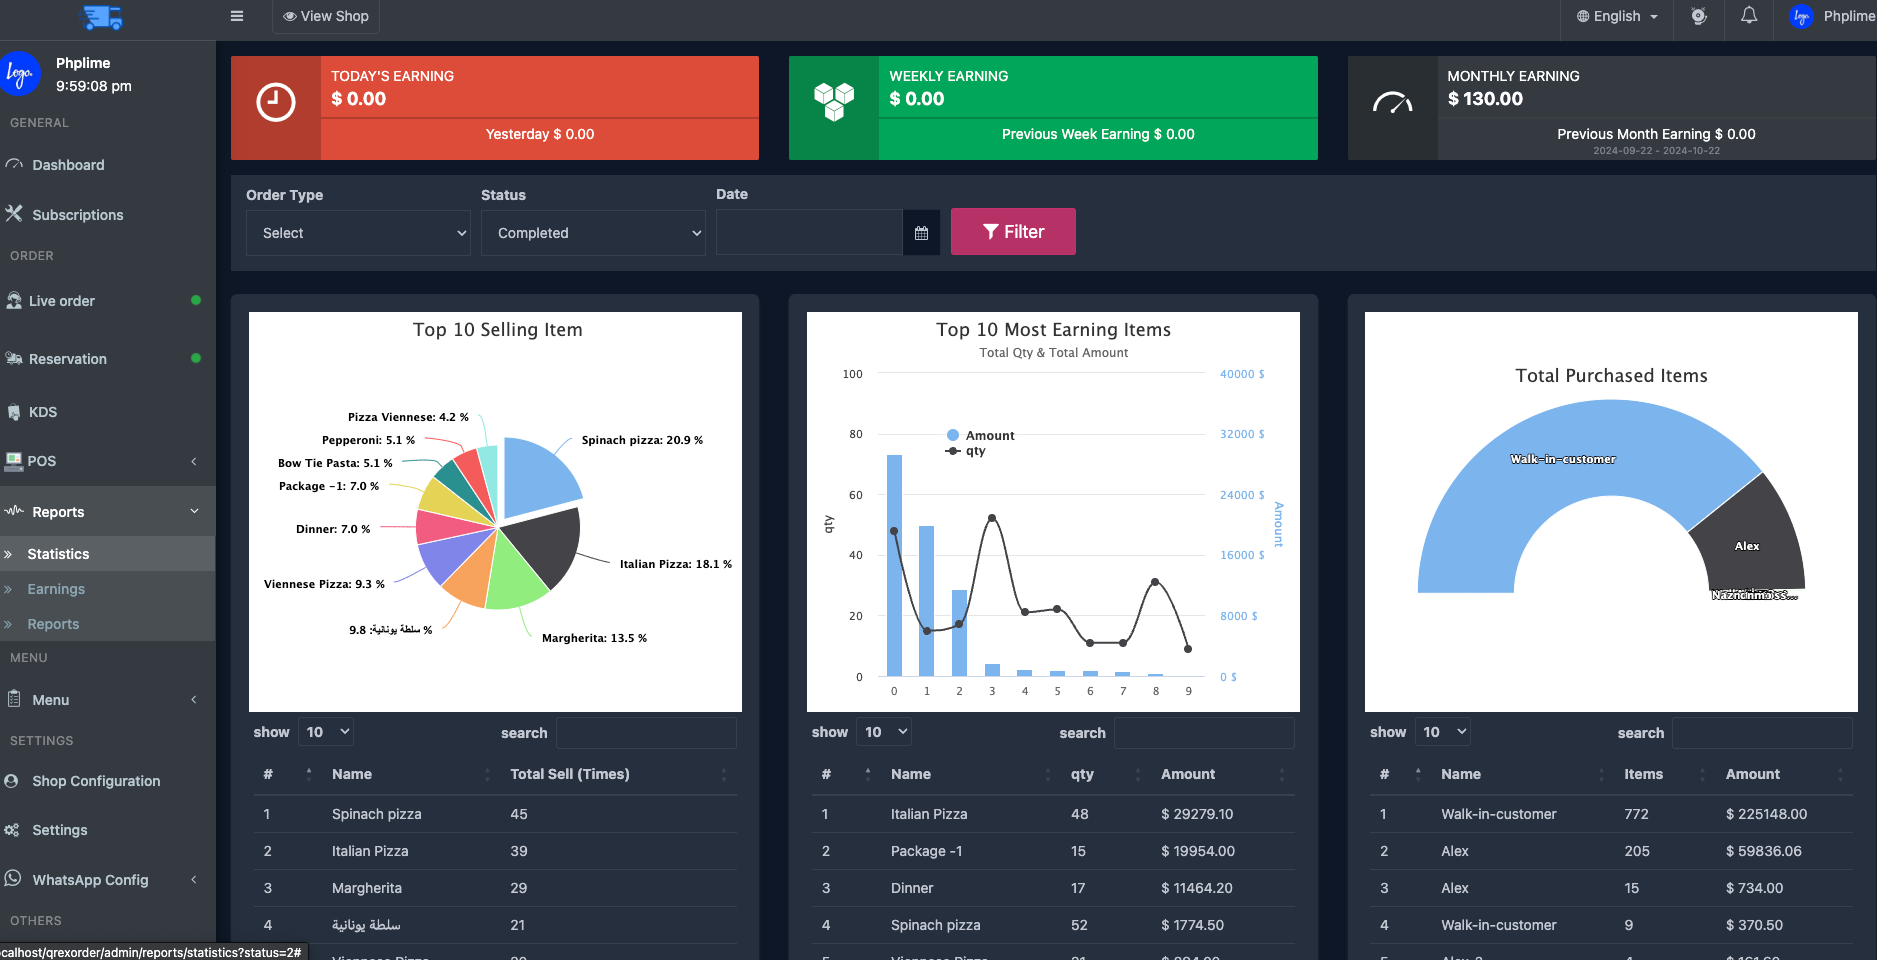 View Shop
English
Phplime
Logo.
Phplime
9:59:08 pm
GENERAL
Dashboard
Subscriptions
ORDER
Live order
Reservation
KDS
POS
Reports
Statistics
Earnings
Reports
MENU
Menu
SETTINGS
Shop Configuration
Settings
WhatsApp Config
OTHERS
ocalhost/qrexorder/admin/reports/statistics?status=2#
TODAY'S EARNING
$ 0.00
Yesterday $ 0.00
WEEKLY EARNING
$ 0.00
Previous Week Earning $ 0.00
MONTHLY EARNING
$ 130.00
Previous Month Earning $ 0.00
2024-09-22 - 2024-10-22
Order Type
Select
Status
Completed
Date
Filter
Top 10 Selling Item
Pizza Viennese: 4.2 %
Pepperoni: 5.1 %
Bow Tie Pasta: 5.1 %
Package -1: 7.0 %
Dinner: 7.0 %
Viennese Pizza: 9.3 %
سلطة يونانية: 9.8 %
Spinach pizza: 20.9 %
Italian Pizza: 18.1 %
Margherita: 13.5 %
show 10 search
# Name Total Sell (Times)
1 Spinach pizza 45
2 Italian Pizza 39
3 Margherita 29
4 سلطة يونانية 21
Top 10 Most Earning Items
Total Qty & Total Amount
100 40000 $
80 32000 $
60 24000 $
40 16000 $
20 8000 $
0 0 $
qty
Amount
Amount
qty
0 1 2 3 4 5 6 7 8 9
show 10 search
# Name qty Amount
1 Italian Pizza 48 $ 29279.10
2 Package -1 15 $ 19954.00
3 Dinner 17 $ 11464.20
4 Spinach pizza 52 $ 1774.50
Total Purchased Items
Walk-in-customer
Alex
show 10 search
# Name Items Amount
1 Walk-in-customer 772 $ 225148.00
2 Alex 205 $ 59836.06
3 Alex 15 $ 734.00
4 Walk-in-customer 9 $ 370.50